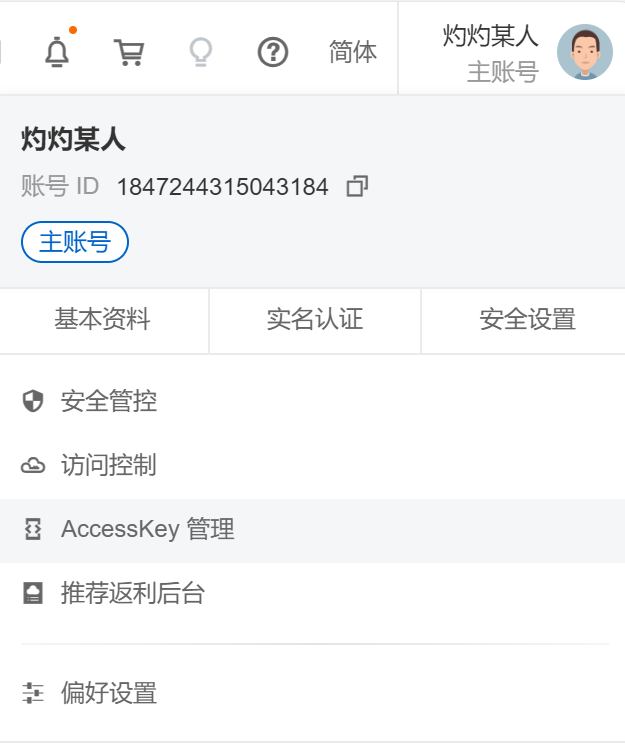 简体
灼灼某人
主账号
灼灼某人
账号 ID 1847244315043184
主账号
基本资料 实名认证 安全设置
安全管控
访问控制
AccessKey 管理
推荐返利后台
偏好设置